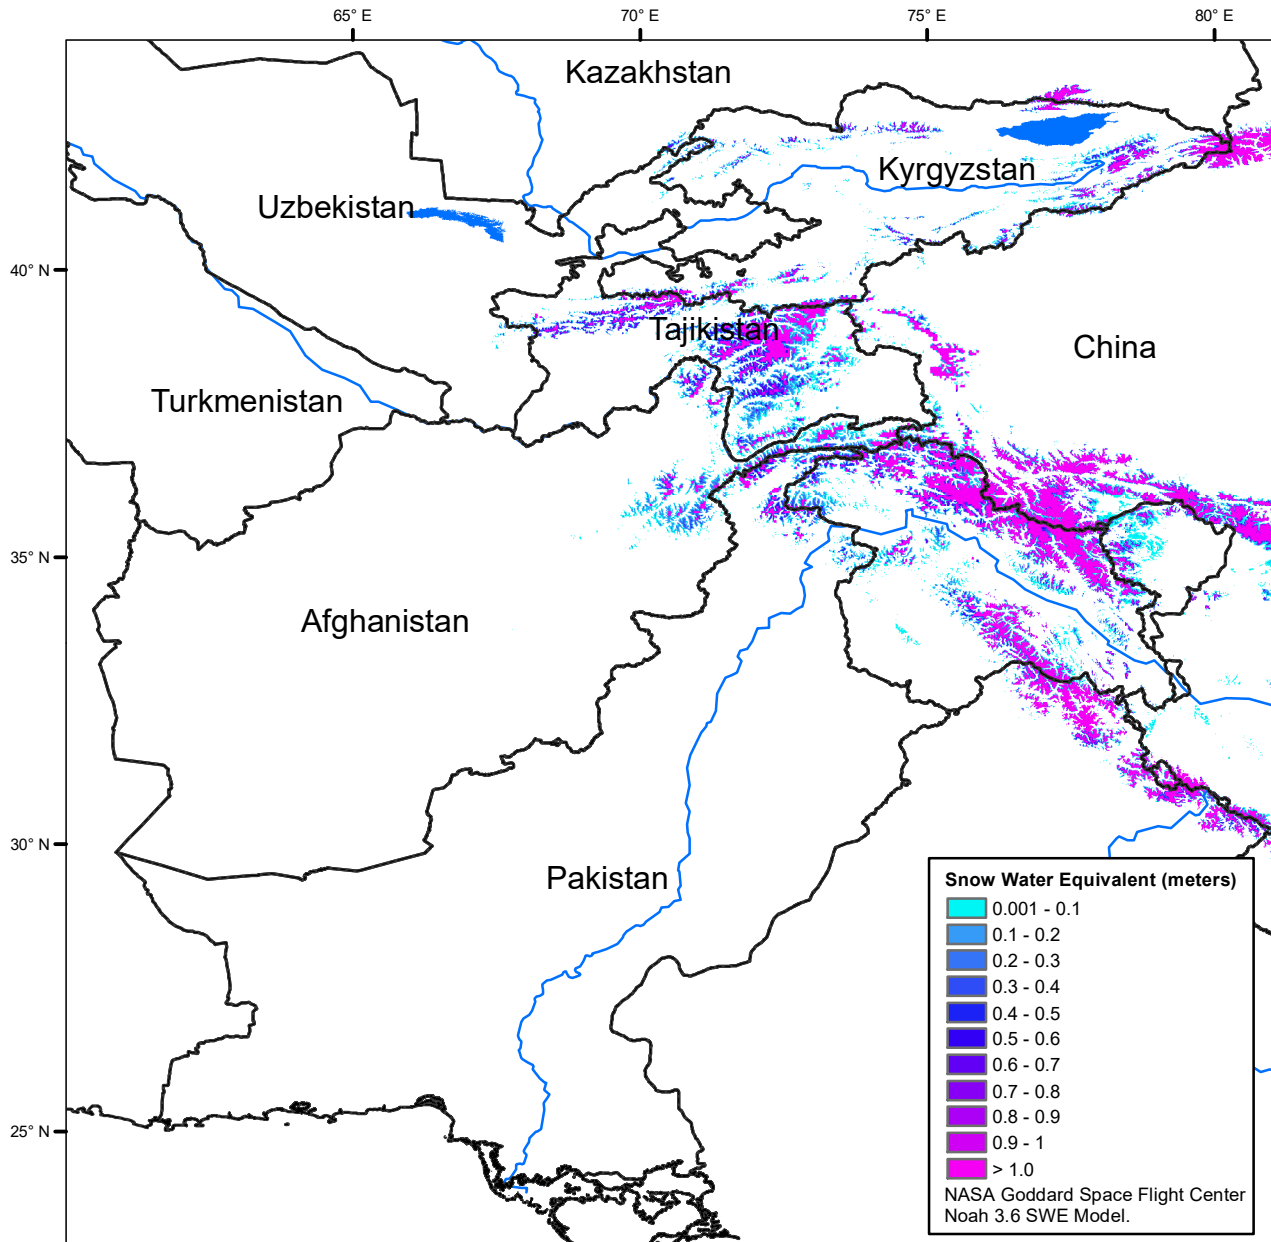 65° E
70° E
75° E
80° E
Kazakhstan
Kyrgyzstan
Uzbekistan
40° N
Tajikistan
China
Turkmenistan
35° N
Afghanistan
30° N
Pakistan
25° N
Snow Water Equivalent (meters)
0.001 - 0.1
0.1 - 0.2
0.2 - 0.3
0.3 - 0.4
0.4 - 0.5
0.5 - 0.6
0.6 - 0.7
0.7 - 0.8
0.8 - 0.9
0.9 - 1
> 1.0
NASA Goddard Space Flight Center
Noah 3.6 SWE Model.